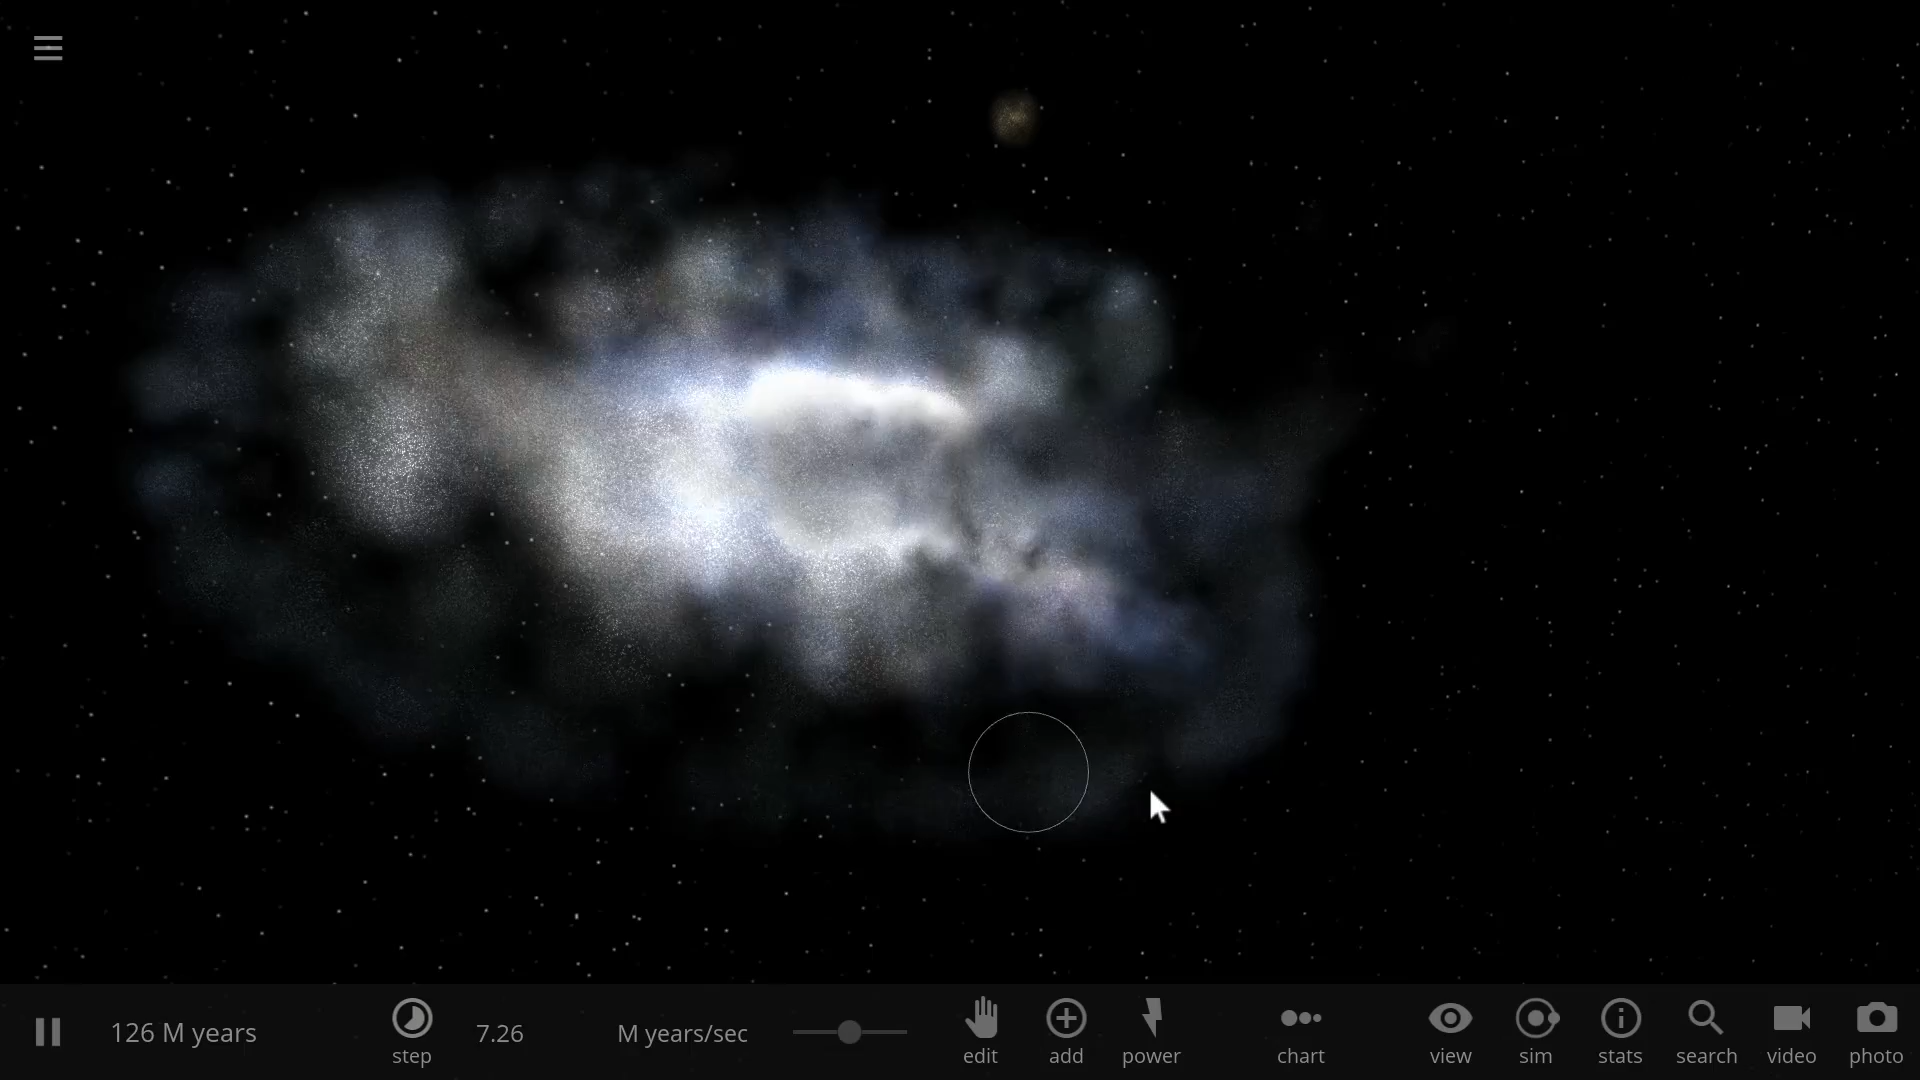 126 M years
step
7.26
M years/sec
edit
add
power
chart
view
sim
stats
search
video
photo